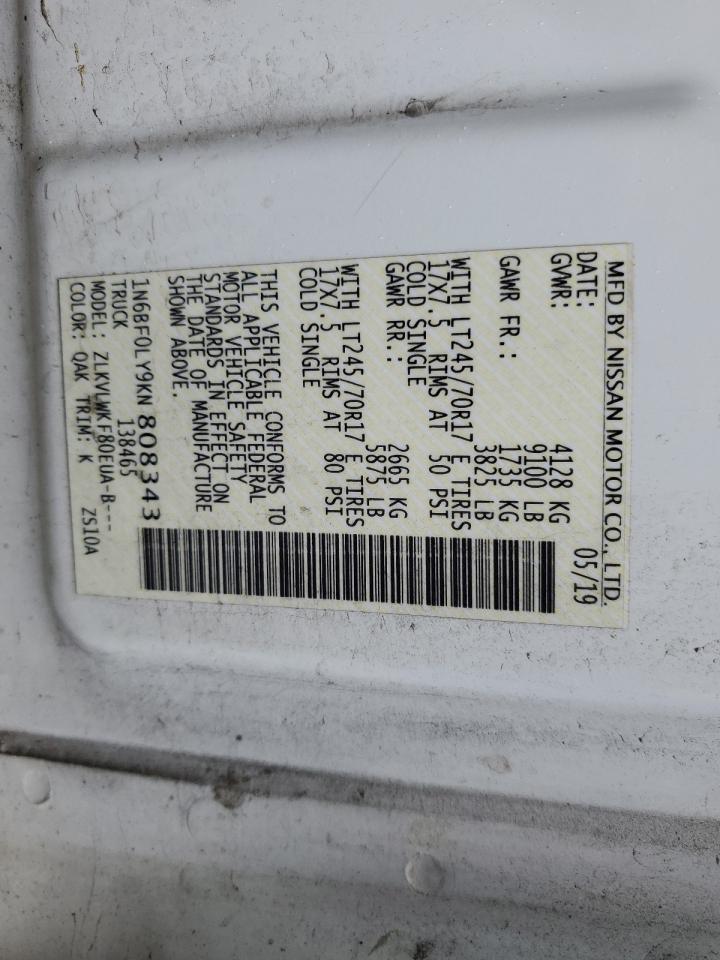 MFD BY NISSAN MOTOR CO., LTD.
DATE: 05/19
GVWR: 4128 KG
9100 LB
GAWR FR.: 1735 KG
3825 LB
WITH LT245/70R17 E TIRES
17X7.5 RIMS AT 50 PSI
COLD SINGLE
GAWR RR.: 2665 KG
5875 LB
WITH LT245/70R17 E TIRES
17X7.5 RIMS AT 80 PSI
COLD SINGLE
THIS VEHICLE CONFORMS TO
ALL APPLICABLE FEDERAL
MOTOR VEHICLE SAFETY
STANDARDS IN EFFECT ON
THE DATE OF MANUFACTURE
SHOWN ABOVE.
1N6BF0LY9KN808343
TRUCK 138465
MODEL: ZLKVLWKF80EUA-B---
COLOR: QAK TRIM: K ZS10A